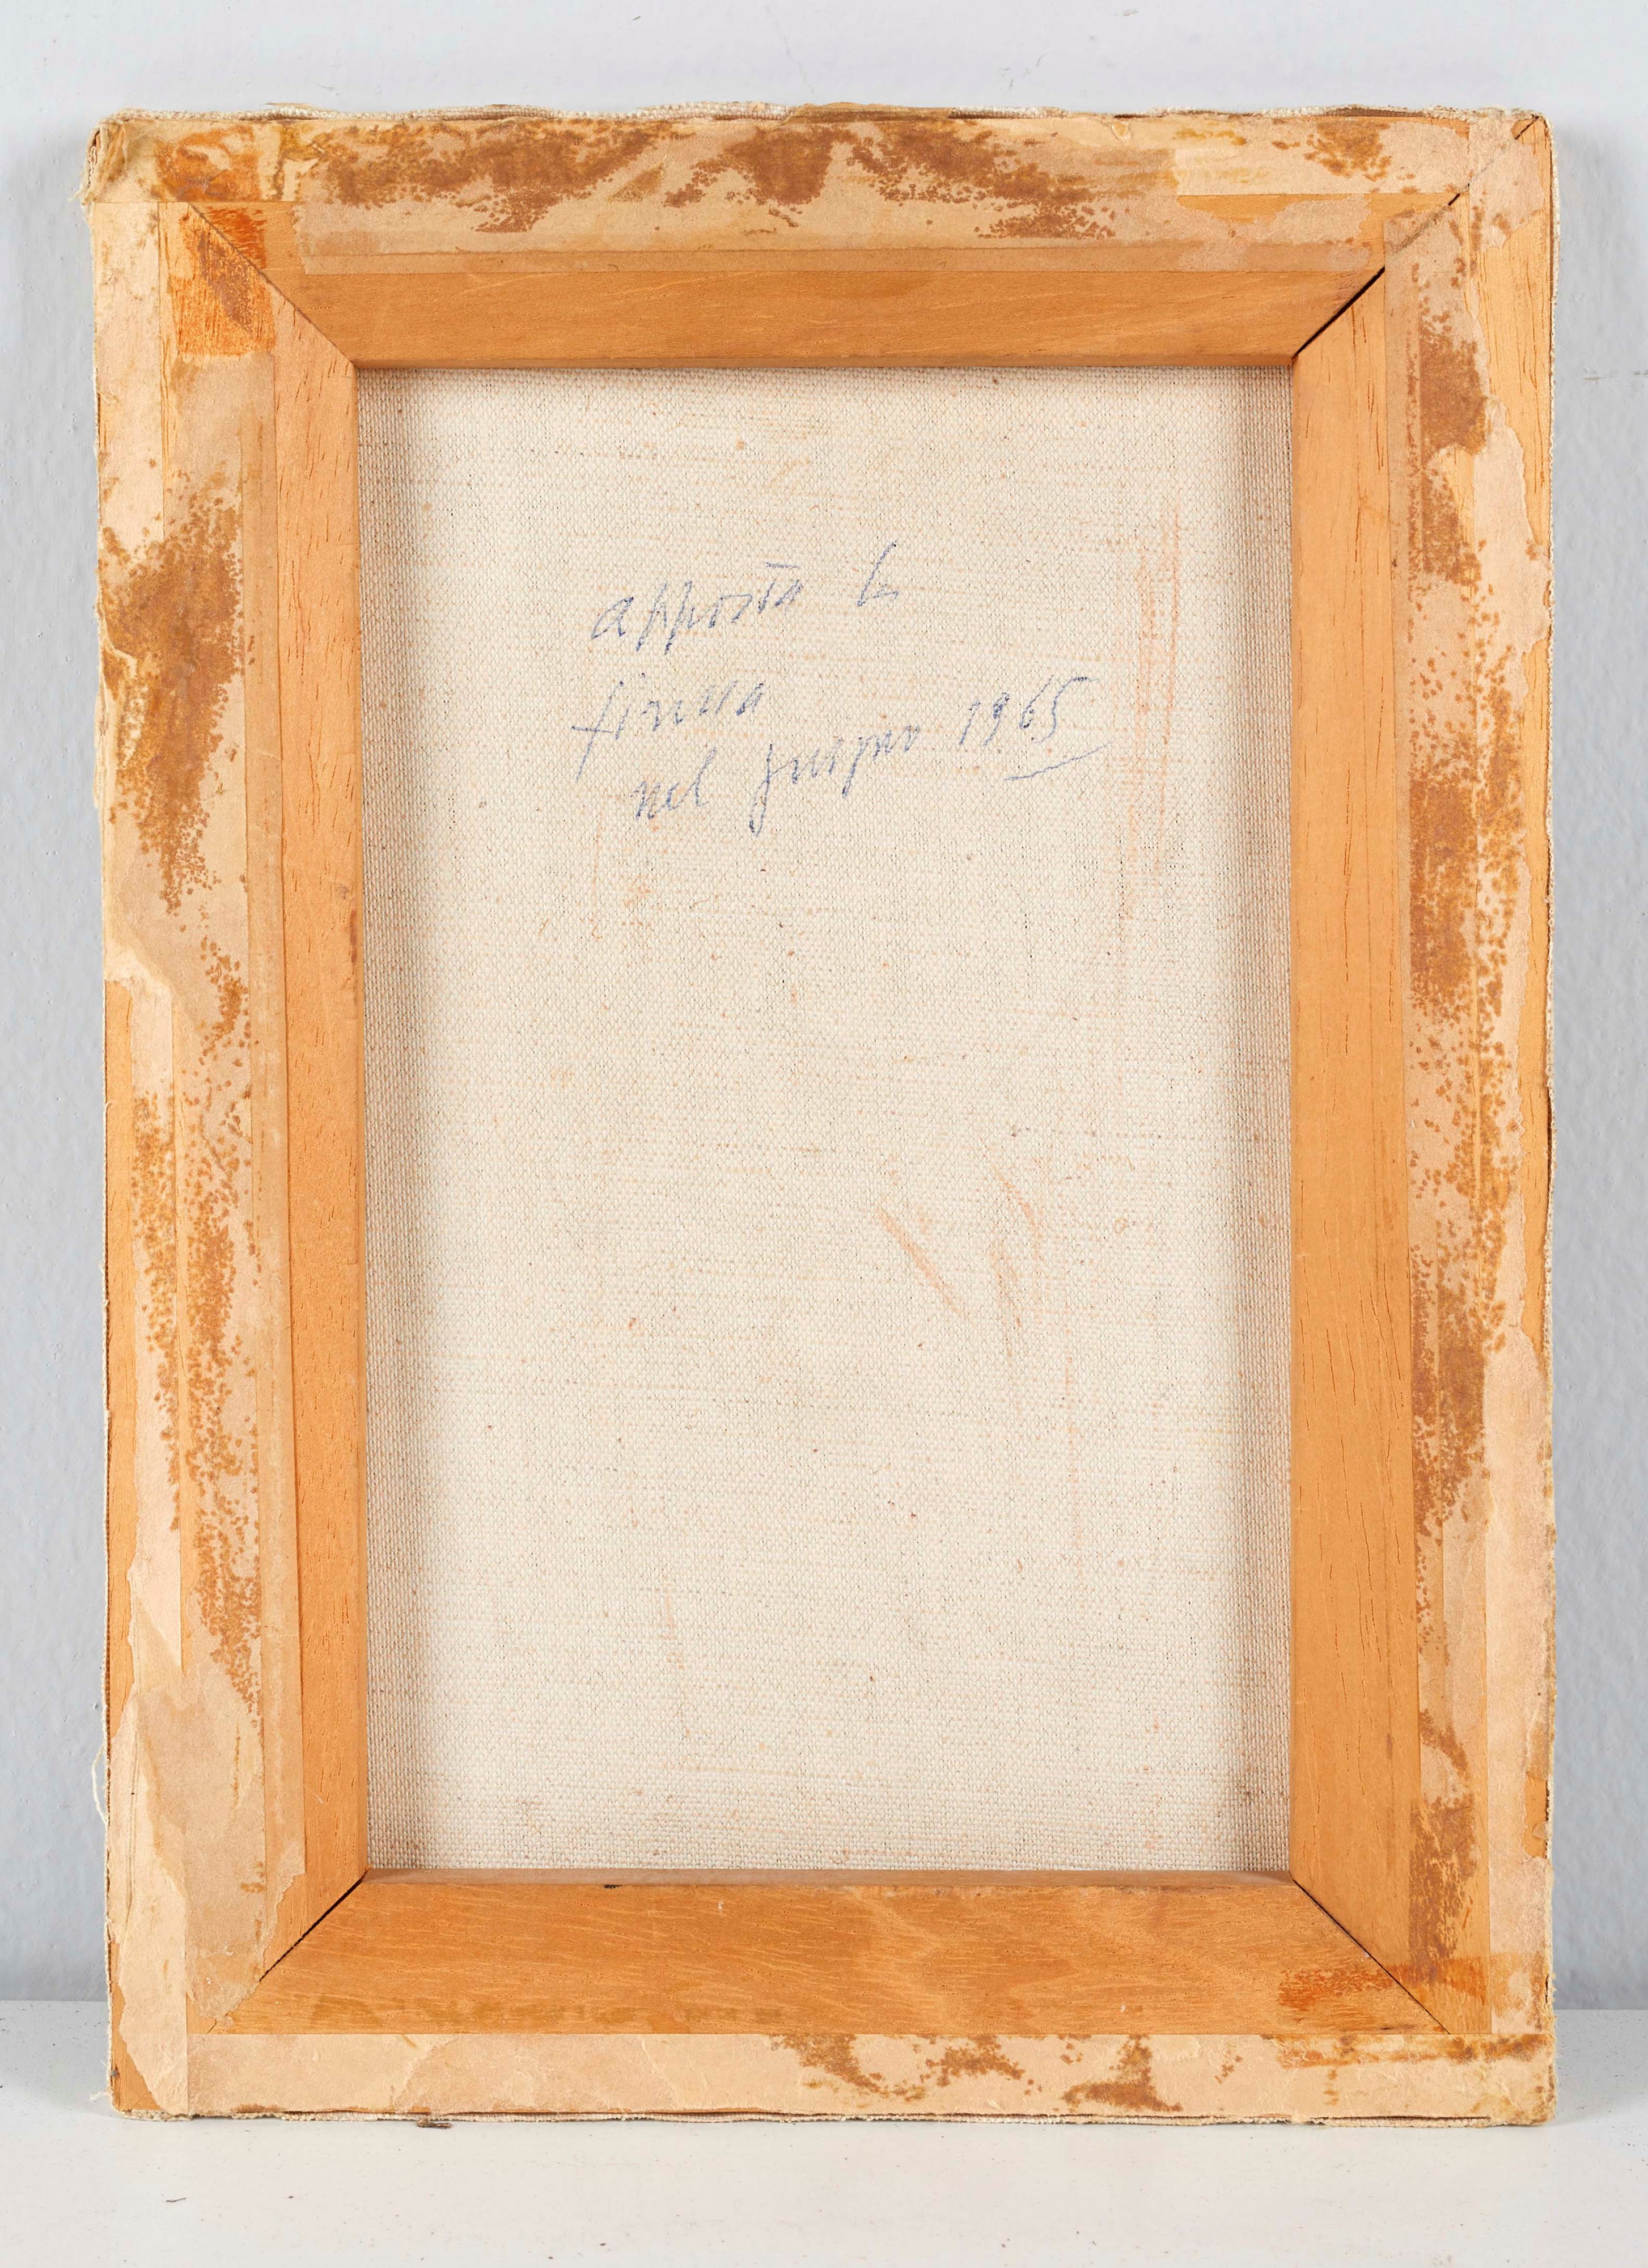 apposta la
firma
nel giugno 1965